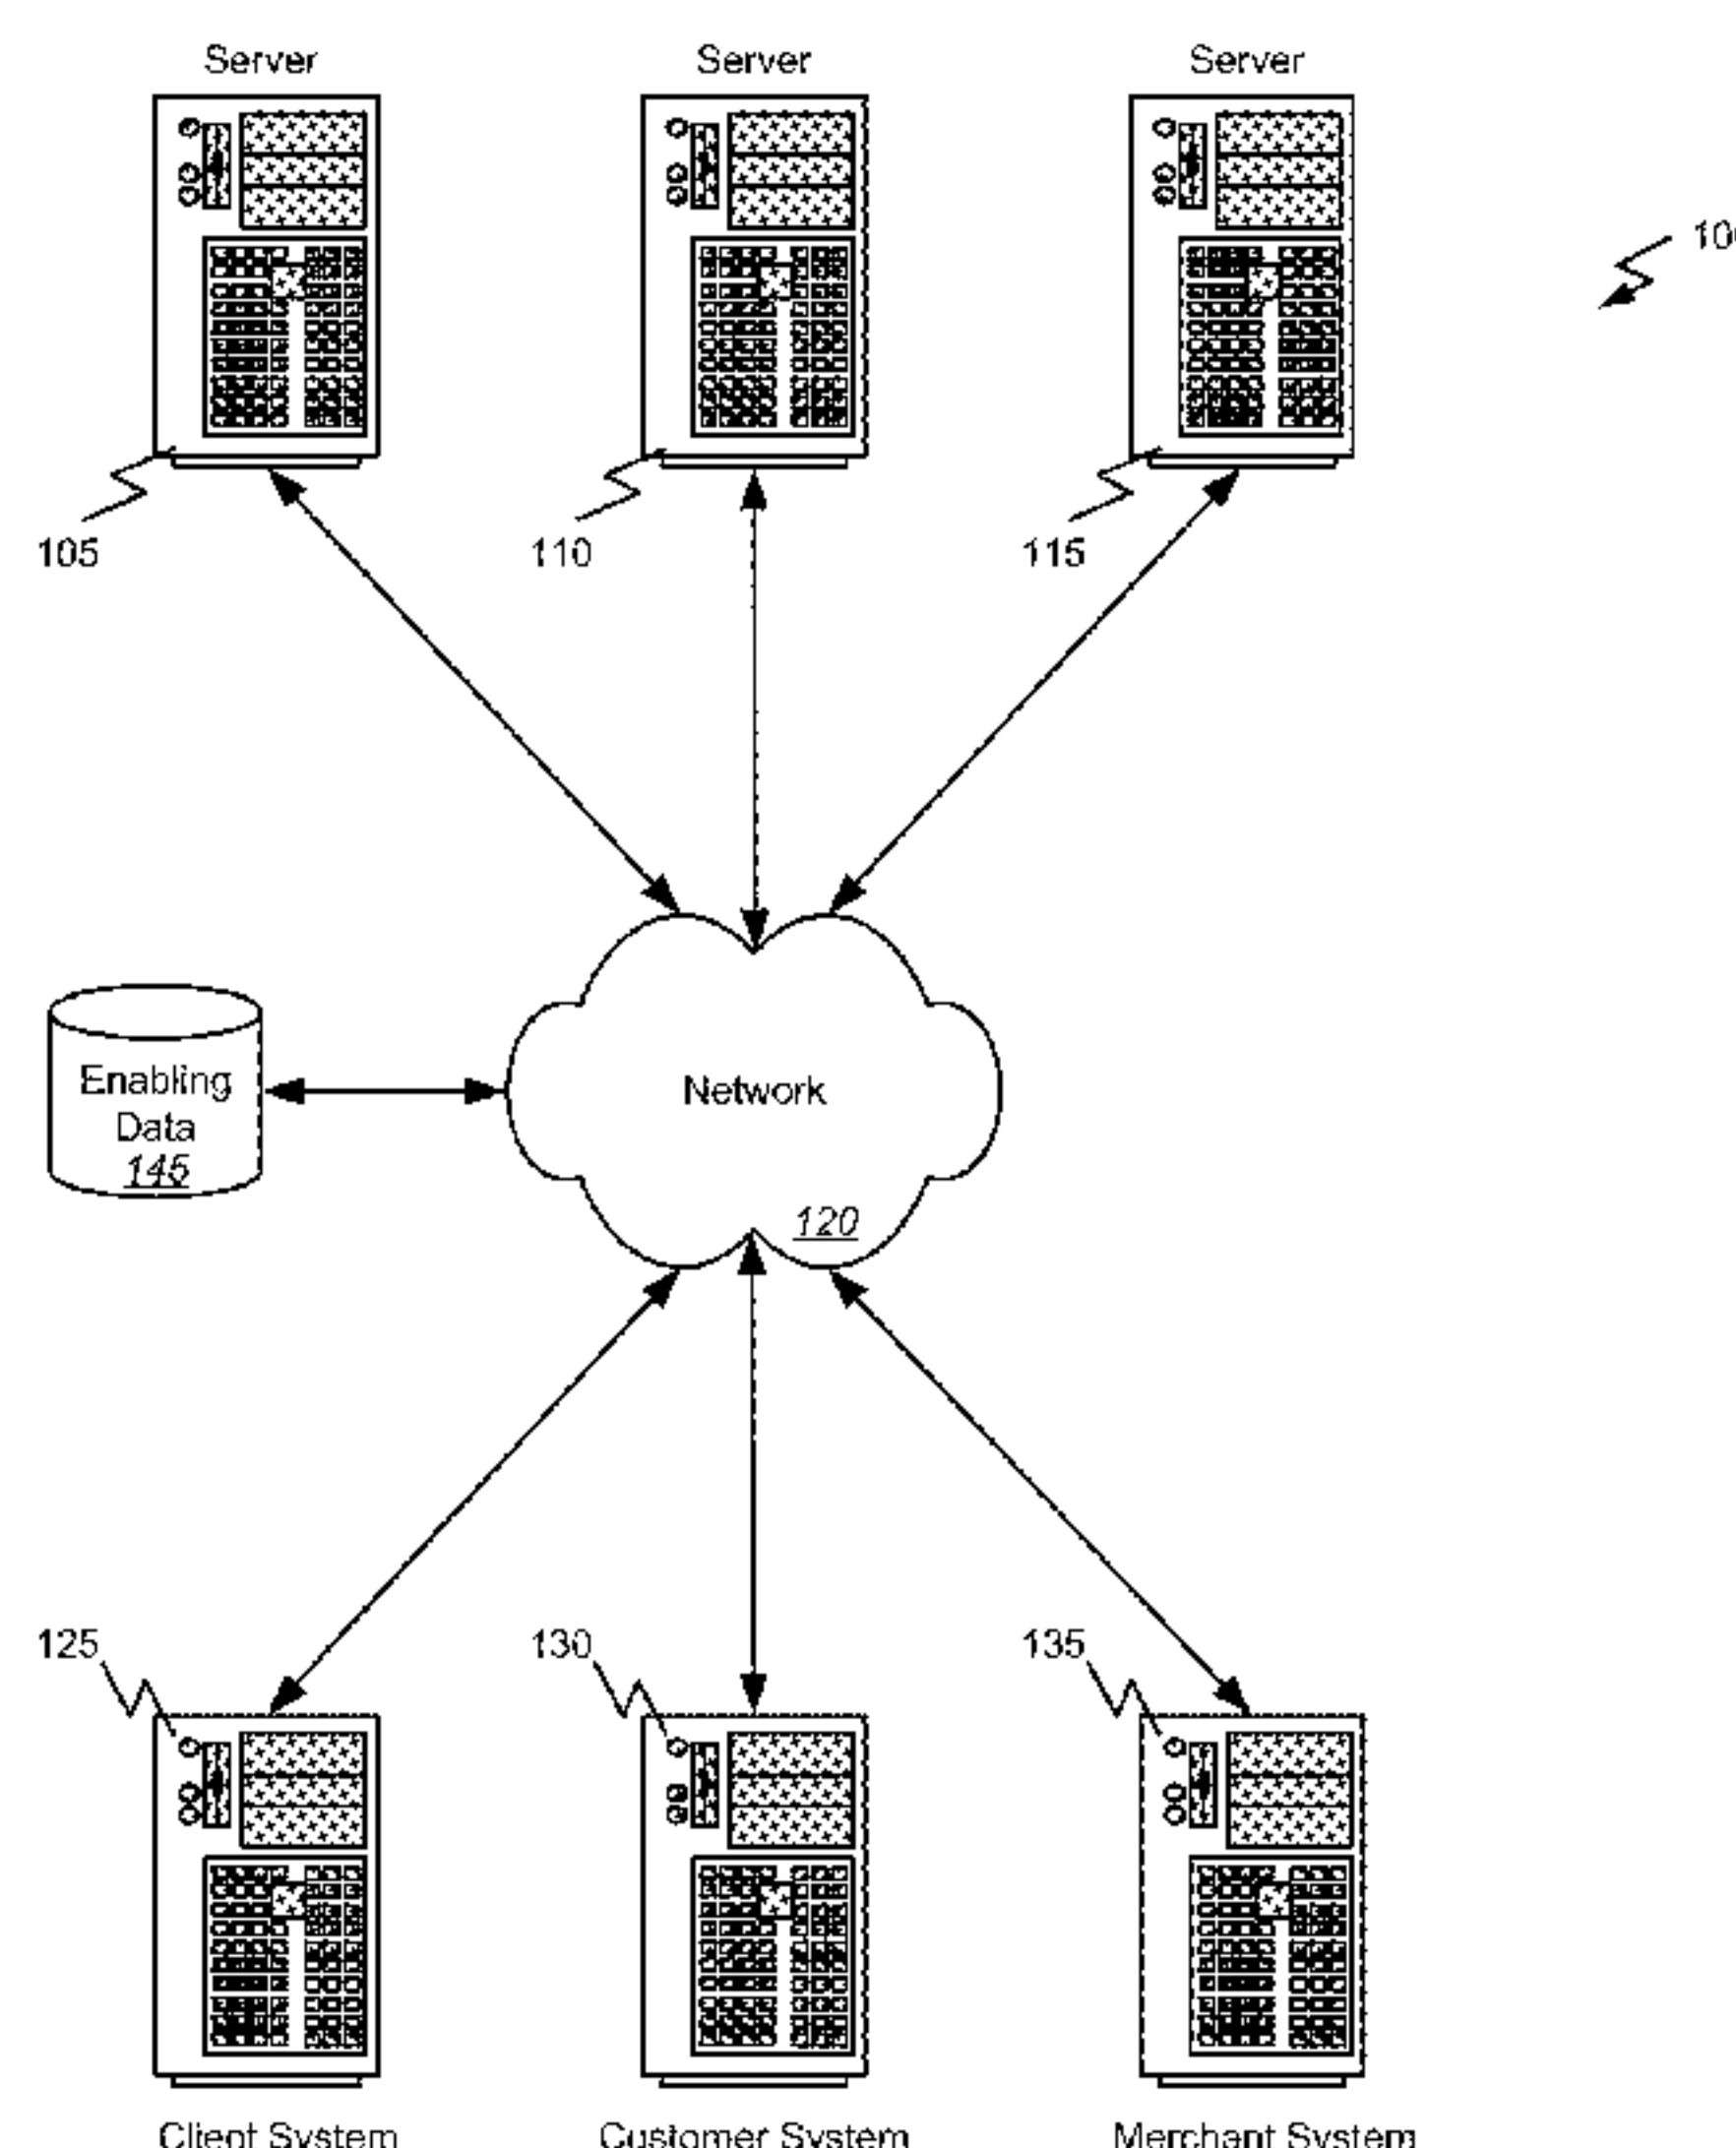 Server Server Server
105 110 115
Enabling
Data
145
Network
120
125 130 135
Client System Customer System Merchant System